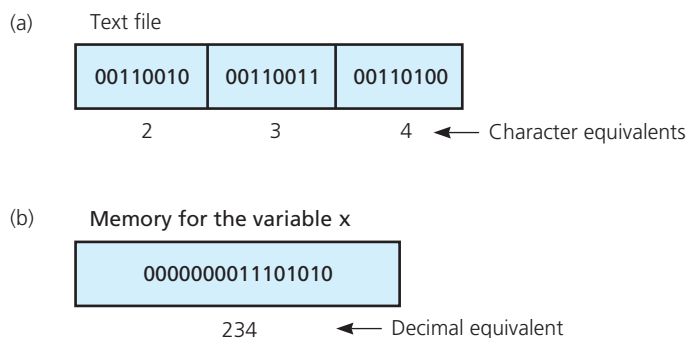 (a) Text file
00110010 00110011 00110100
2 3 4 Character equivalents
(b) Memory for the variable x
0000000011101010
234 Decimal equivalent